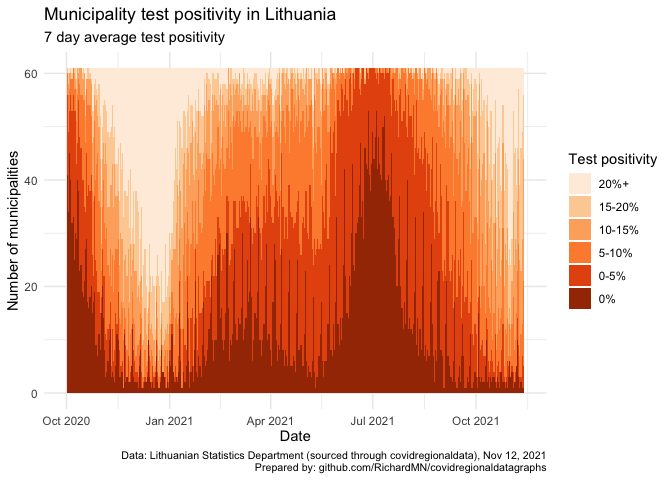 Municipality test positivity in Lithuania
7 day average test positivity
Number of municipalities
60
40
20
0
Oct 2020
Jan 2021
Apr 2021
Jul 2021
Oct 2021
Date
Test positivity
20%+
15-20%
10-15%
5-10%
0-5%
0%
Data: Lithuanian Statistics Department (sourced through covidregionaldata), Nov 12, 2021
Prepared by: github.com/RichardMN/covidregionaldatagraphs